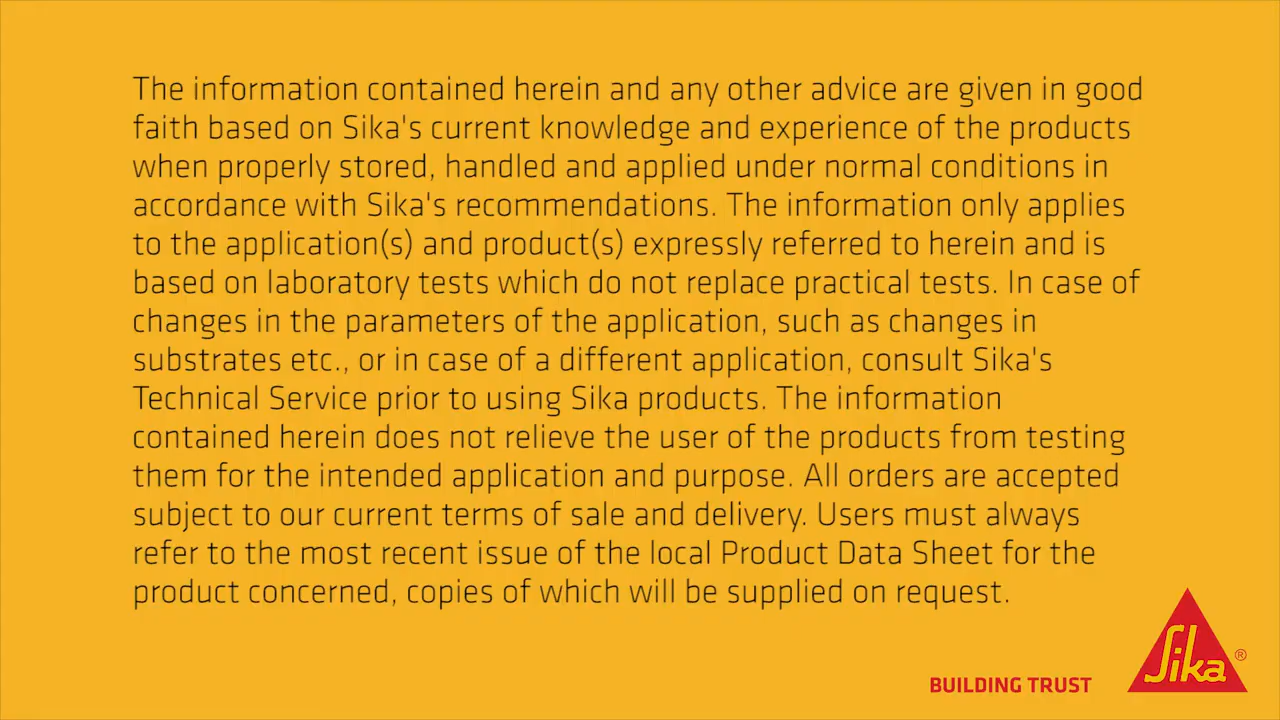 The information contained herein and any other advice are given in good
faith based on Sika's current knowledge and experience of the products
when properly stored, handled and applied under normal conditions in
accordance with Sika's recommendations. The information only applies
to the application(s) and product(s) expressly referred to herein and is
based on laboratory tests which do not replace practical tests. In case of
changes in the parameters of the application, such as changes in
substrates etc., or in case of a different application, consult Sika's
Technical Service prior to using Sika products. The information
contained herein does not relieve the user of the products from testing
them for the intended application and purpose. All orders are accepted
subject to our current terms of sale and delivery. Users must always
refer to the most recent issue of the local Product Data Sheet for the
product concerned, copies of which will be supplied on request.
BUILDING TRUST
Sika®